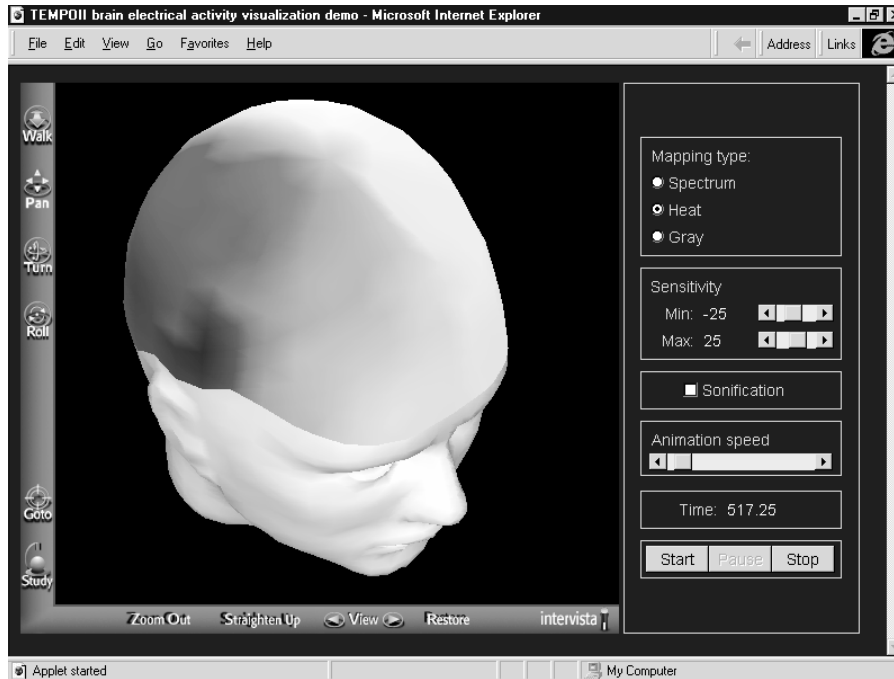 TEMPOII brain electrical activity visualization demo - Microsoft Internet Explorer
File Edit View Go Favorites Help
Address Links
Walk
Pan
Turn
Roll
Goto
Study
Zoom Out Straighten Up View Restore intervista
Mapping type:
Spectrum
Heat
Gray
Sensitivity
Min: -25
Max: 25
Sonification
Animation speed
Time: 517.25
Start Pause Stop
Applet started
My Computer